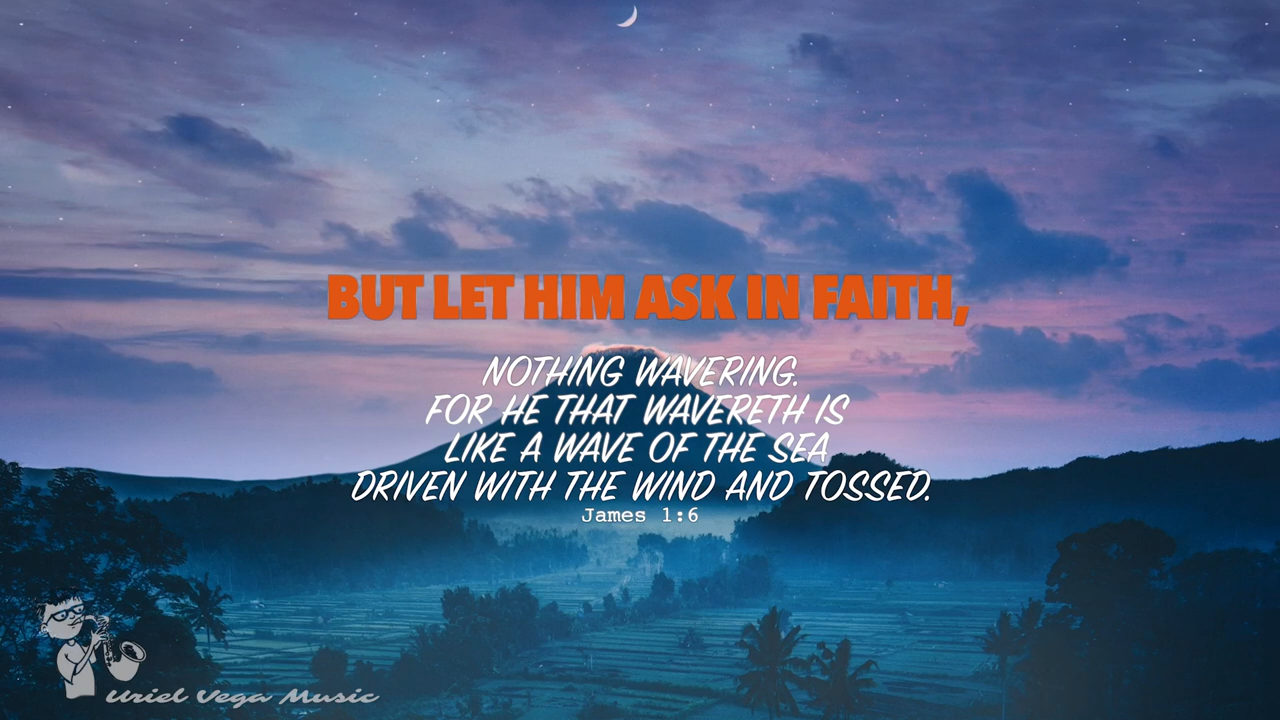 BUT LET HIM ASK IN FAITH,
NOTHING WAVERING.
FOR HE THAT WAVERETH IS
LIKE A WAVE OF THE SEA
DRIVEN WITH THE WIND AND TOSSED.
James 1:6
Uriel Vega Music